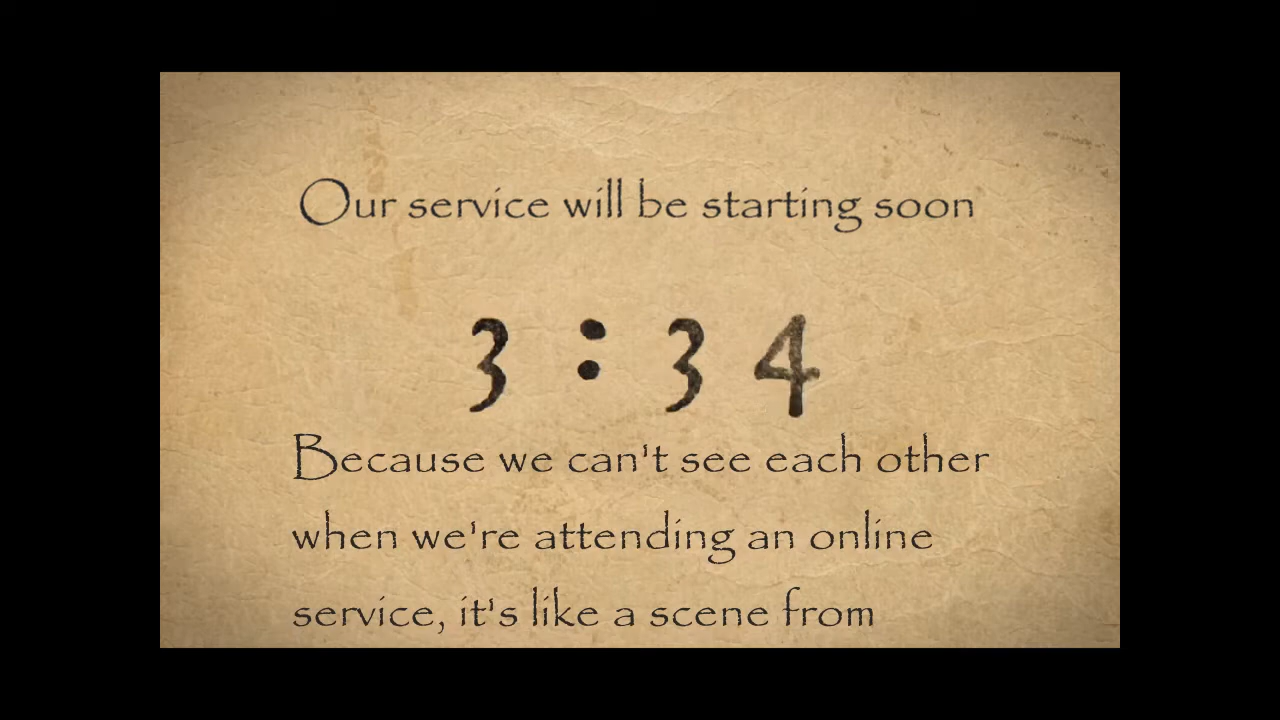 Our service will be starting soon
3 : 34
Because we can't see each other
when we're attending an online
service, it's like a scene from